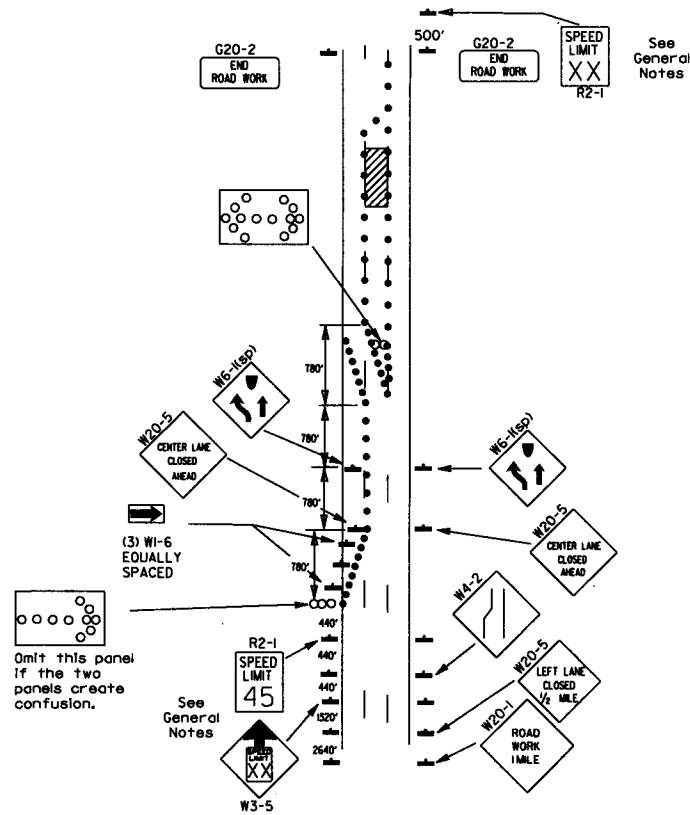 500'
G20-2
END
ROAD WORK
G20-2
END
ROAD WORK
SPEED
LIMIT
XX
R2-1
See
General
Notes
780'
W6-1(sp)
W20-5
CENTER LANE
CLOSED
AHEAD
780'
W6-1(sp)
780'
W20-5
CENTER LANE
CLOSED
AHEAD
(3) W1-6
EQUALLY
SPACED
780'
W4-2
Omit this panel
if the two
panels create
confusion.
440'
R2-1
SPEED
LIMIT
45
440'
440'
W20-5
LEFT LANE
CLOSED
1/2 MILE
See
General
Notes
1320'
W20-1
ROAD
WORK
1 MILE
2640'
SPEED
LIMIT
XX
W3-5